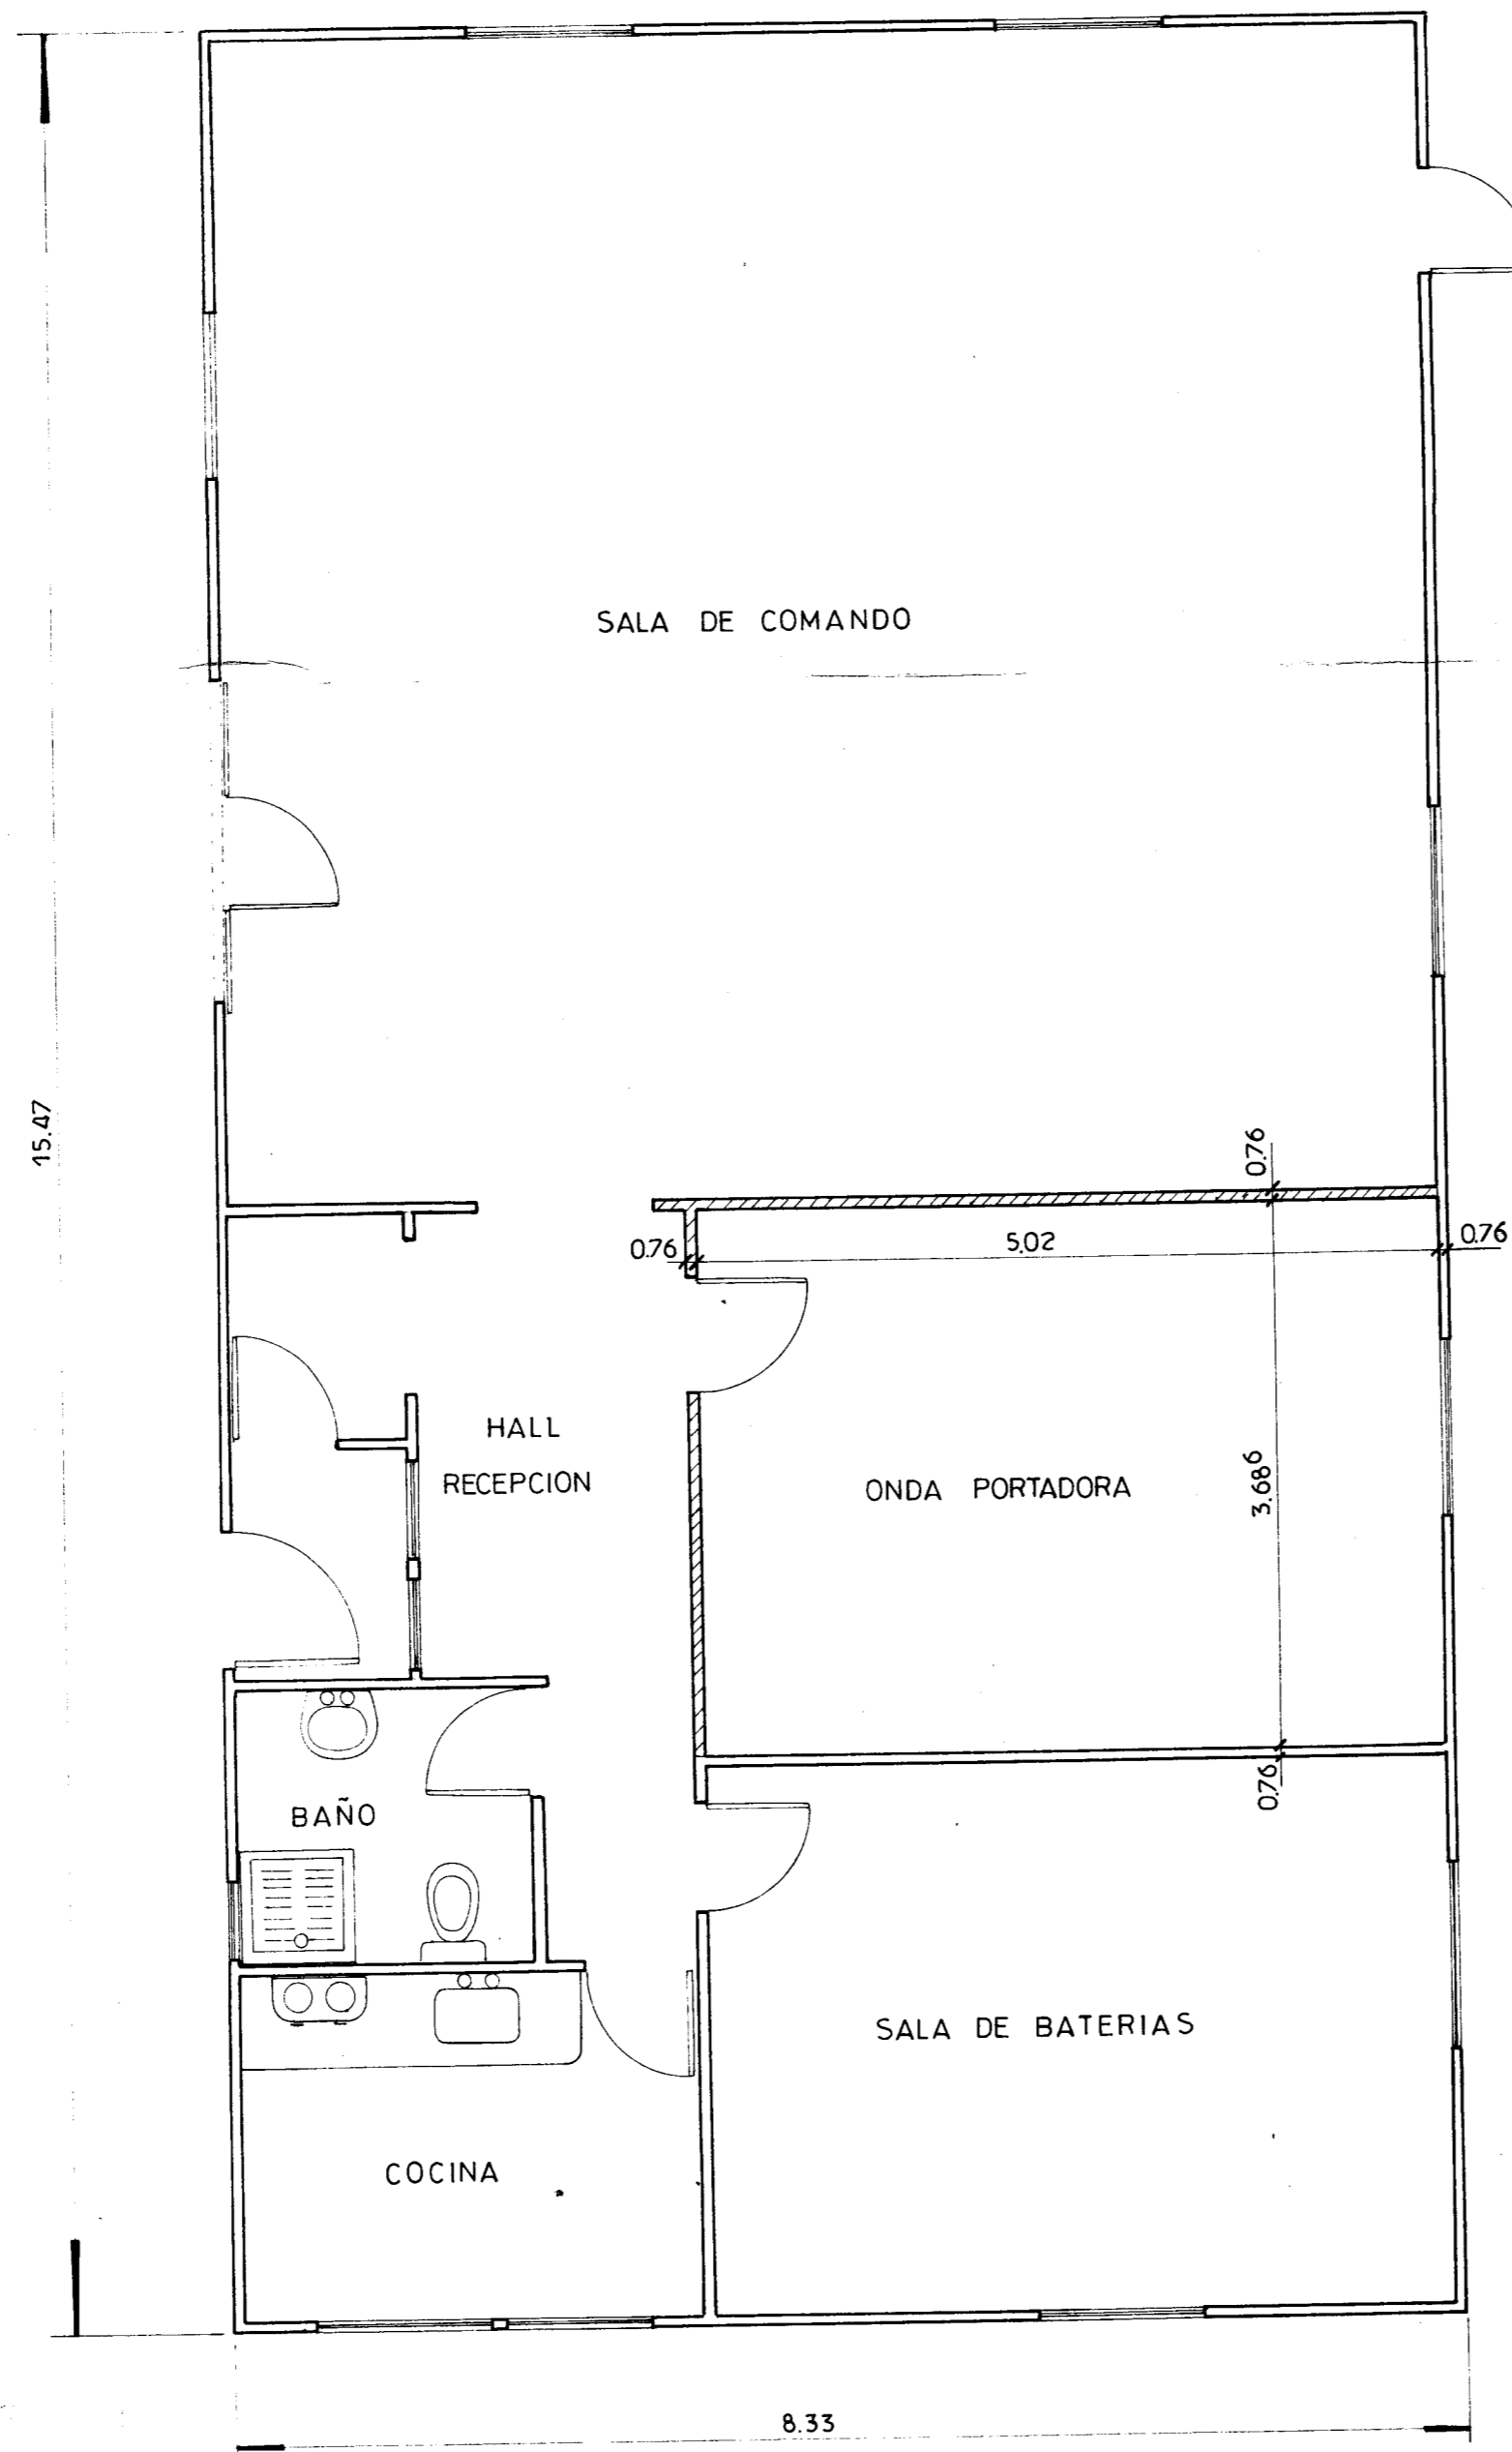 SALA DE COMANDO
15.47
0.76
0.76
5.02
0.76
HALL
RECEPCION
ONDA PORTADORA
3.68⁶
0.76
BAÑO
SALA DE BATERIAS
COCINA
8.33